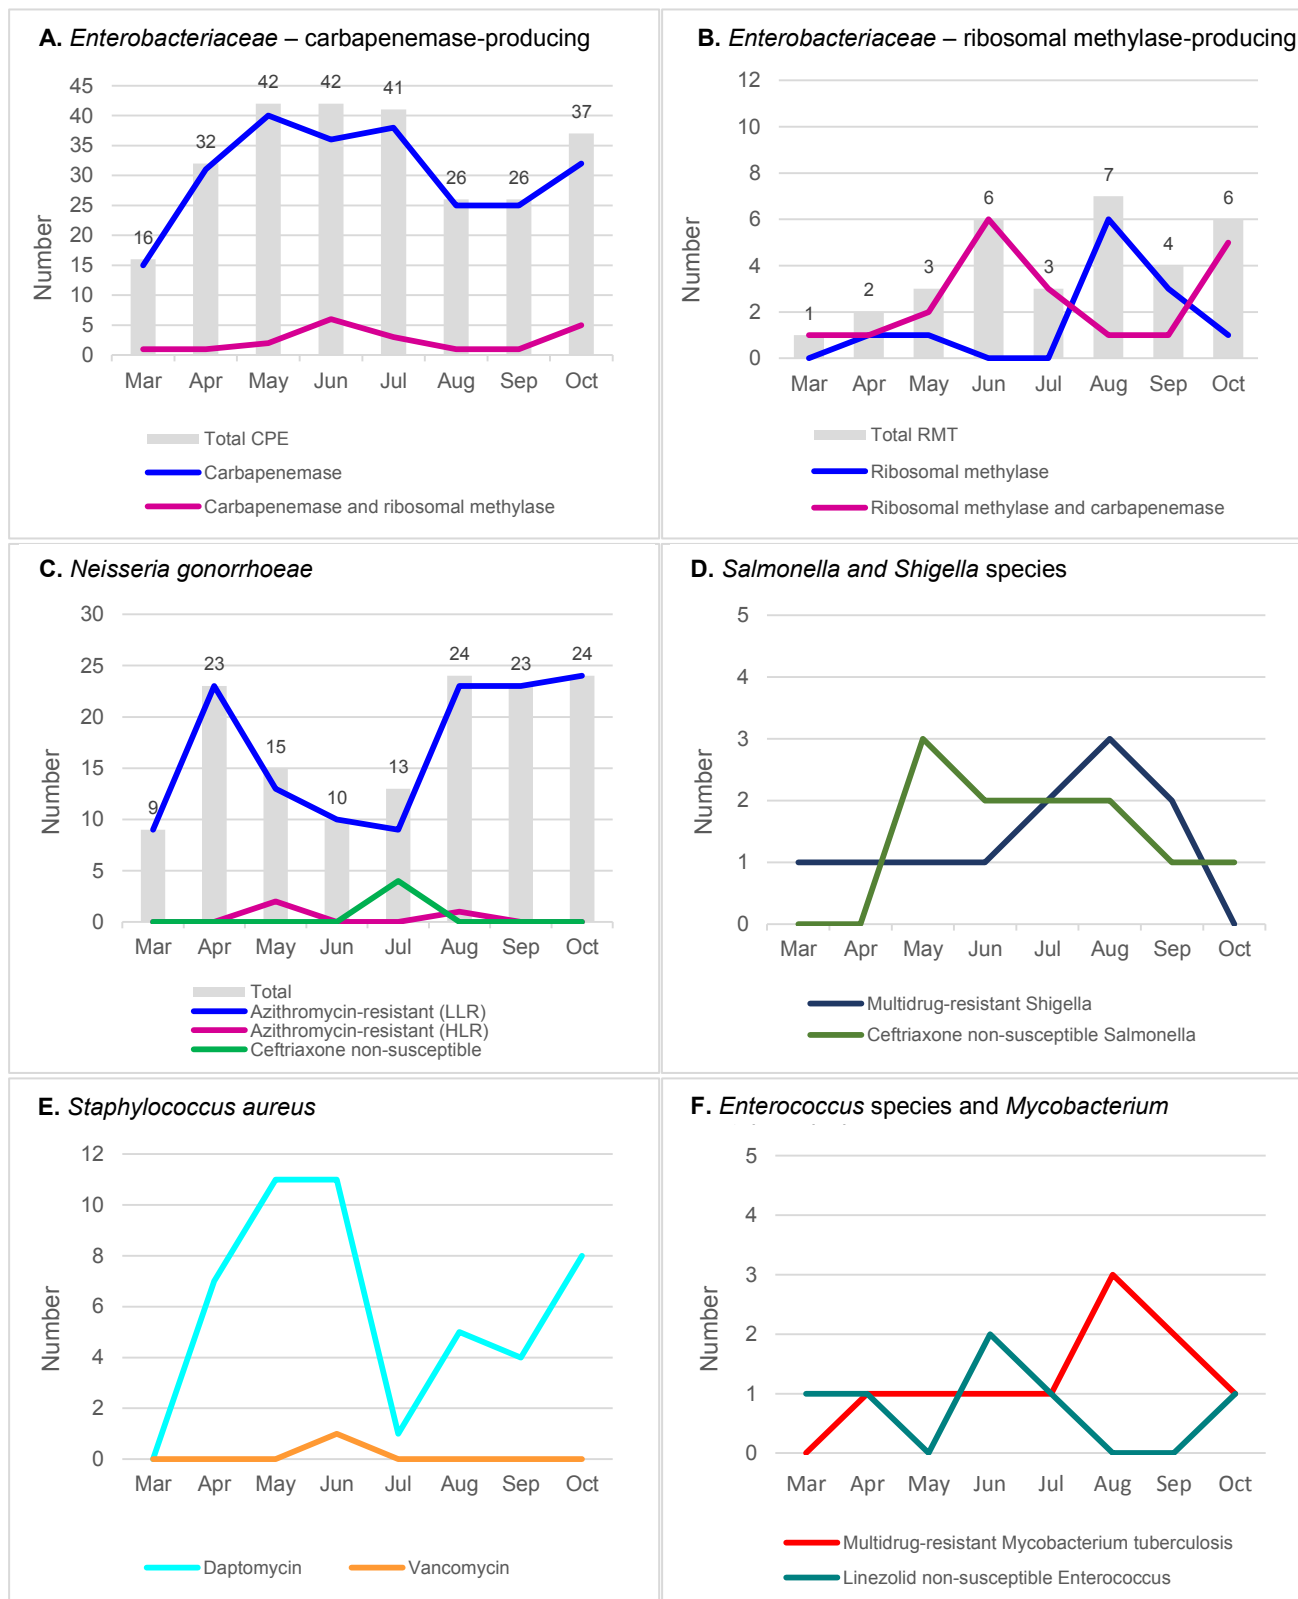 A. Enterobacteriaceae – carbapenemase-producing
45
40
35
30
25
20
15
10
5
0
Number
16
32
42
42
41
26
26
37
Mar Apr May Jun Jul Aug Sep Oct
Total CPE
Carbapenemase
Carbapenemase and ribosomal methylase
B. Enterobacteriaceae – ribosomal methylase-producing
12
10
8
6
4
2
0
Number
1
2
3
6
3
7
4
6
Mar Apr May Jun Jul Aug Sep Oct
Total RMT
Ribosomal methylase
Ribosomal methylase and carbapenemase
C. Neisseria gonorrhoeae
30
25
20
15
10
5
0
Number
9
23
15
10
13
24
23
24
Mar Apr May Jun Jul Aug Sep Oct
Total
Azithromycin-resistant (LLR)
Azithromycin-resistant (HLR)
Ceftriaxone non-susceptible
D. Salmonella and Shigella species
5
4
3
2
1
0
Number
Mar Apr May Jun Jul Aug Sep Oct
Multidrug-resistant Shigella
Ceftriaxone non-susceptible Salmonella
E. Staphylococcus aureus
12
10
8
6
4
2
0
Number
Mar Apr May Jun Jul Aug Sep Oct
Daptomycin Vancomycin
F. Enterococcus species and Mycobacterium
5
4
3
2
1
0
Number
Mar Apr May Jun Jul Aug Sep Oct
Multidrug-resistant Mycobacterium tuberculosis
Linezolid non-susceptible Enterococcus